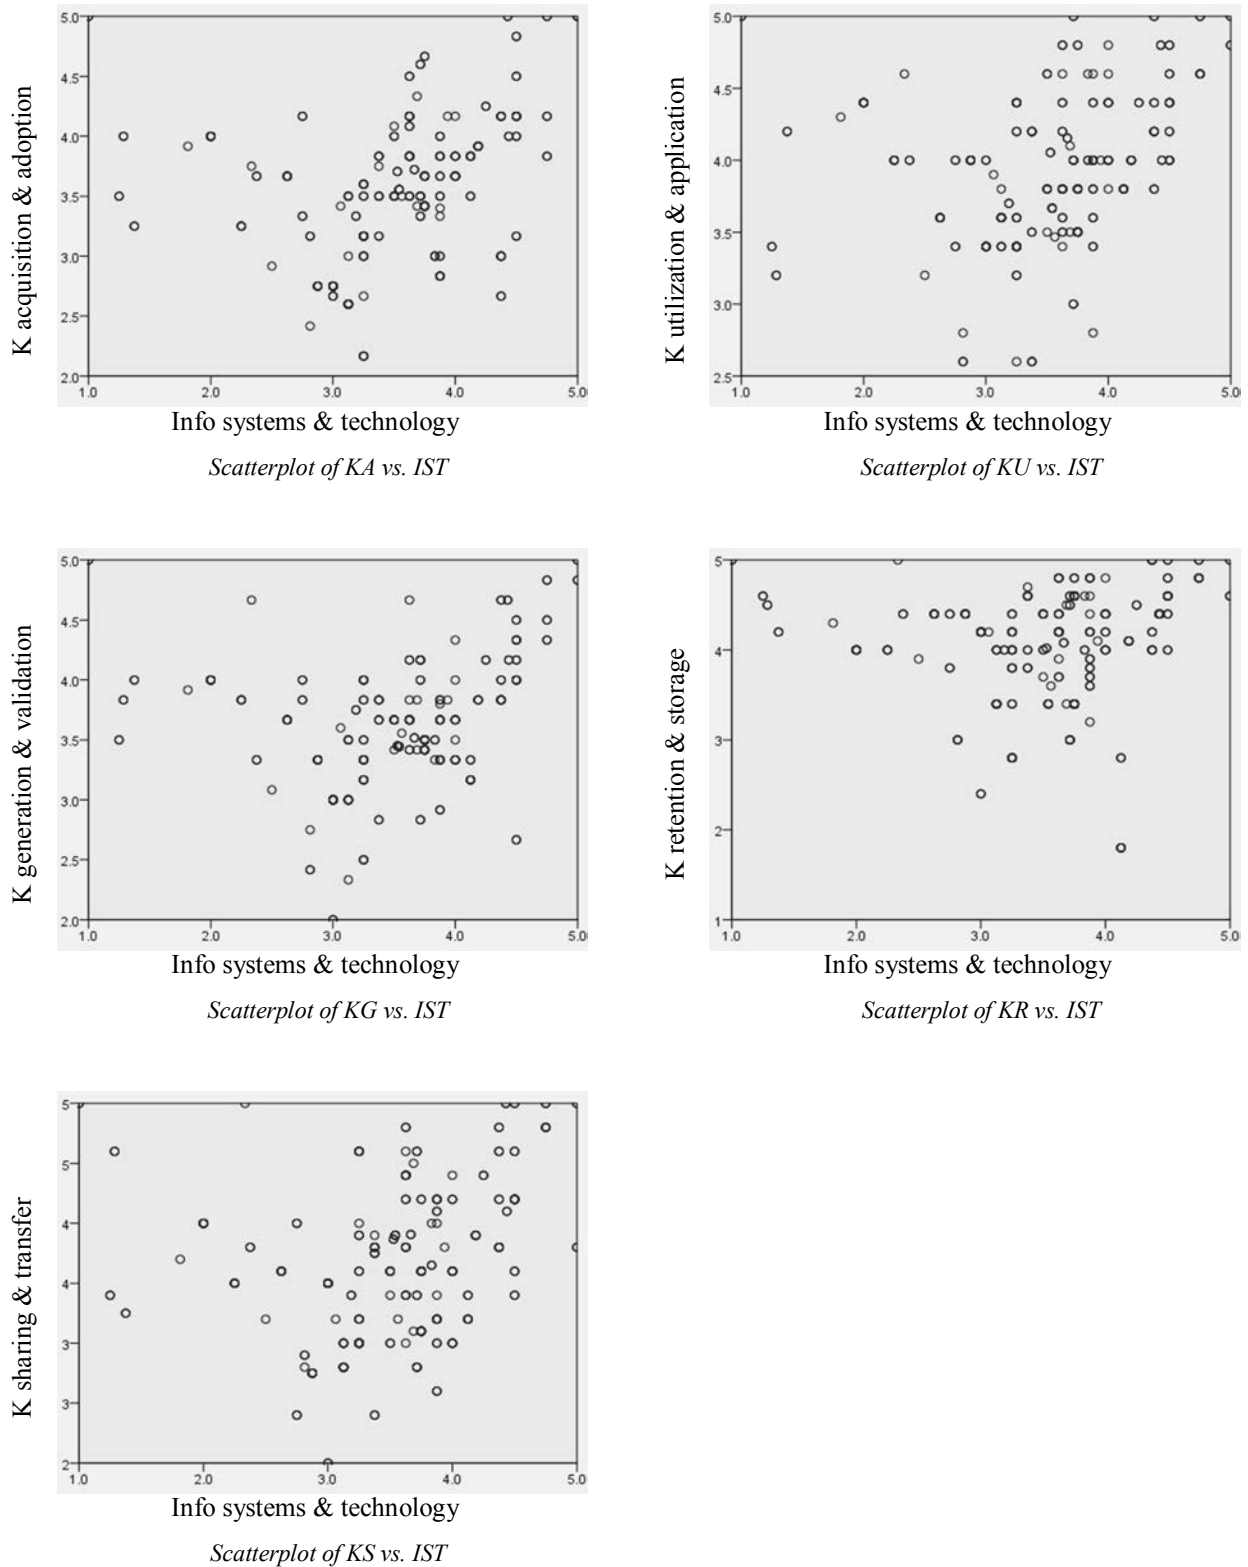 K acquisition & adoption
5.0
4.5
4.0
3.5
3.0
2.5
2.0
1.0 2.0 3.0 4.0 5.0
Info systems & technology
Scatterplot of KA vs. IST
K utilization & application
5.0
4.5
4.0
3.5
3.0
2.5
1.0 2.0 3.0 4.0 5.0
Info systems & technology
Scatterplot of KU vs. IST
K generation & validation
5.0
4.5
4.0
3.5
3.0
2.5
2.0
1.0 2.0 3.0 4.0 5.0
Info systems & technology
Scatterplot of KG vs. IST
K retention & storage
5
4
3
2
1
1.0 2.0 3.0 4.0 5.0
Info systems & technology
Scatterplot of KR vs. IST
K sharing & transfer
5
5
4
4
3
3
2
1.0 2.0 3.0 4.0 5.0
Info systems & technology
Scatterplot of KS vs. IST